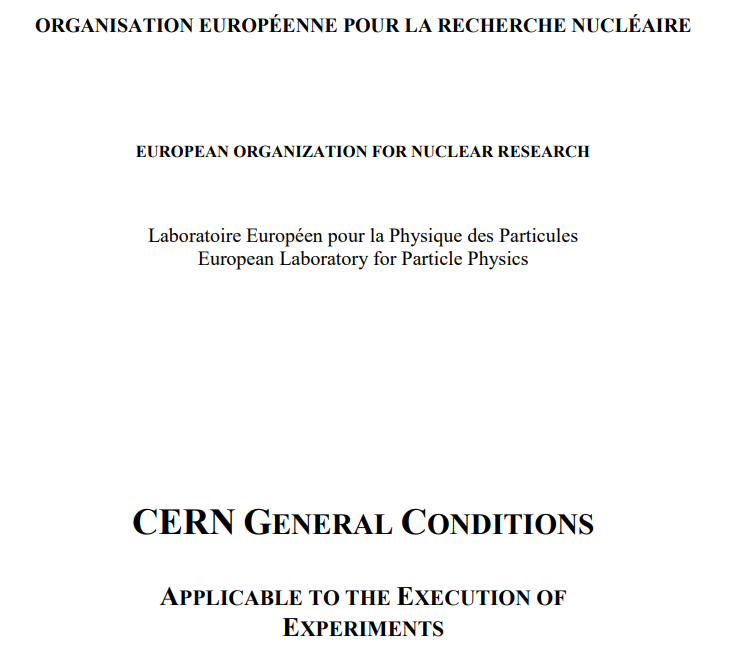 ORGANISATION EUROPÉENNE POUR LA RECHERCHE NUCLÉAIRE
EUROPEAN ORGANIZATION FOR NUCLEAR RESEARCH
Laboratoire Européen pour la Physique des Particules
European Laboratory for Particle Physics
CERN GENERAL CONDITIONS
APPLICABLE TO THE EXECUTION OF
EXPERIMENTS